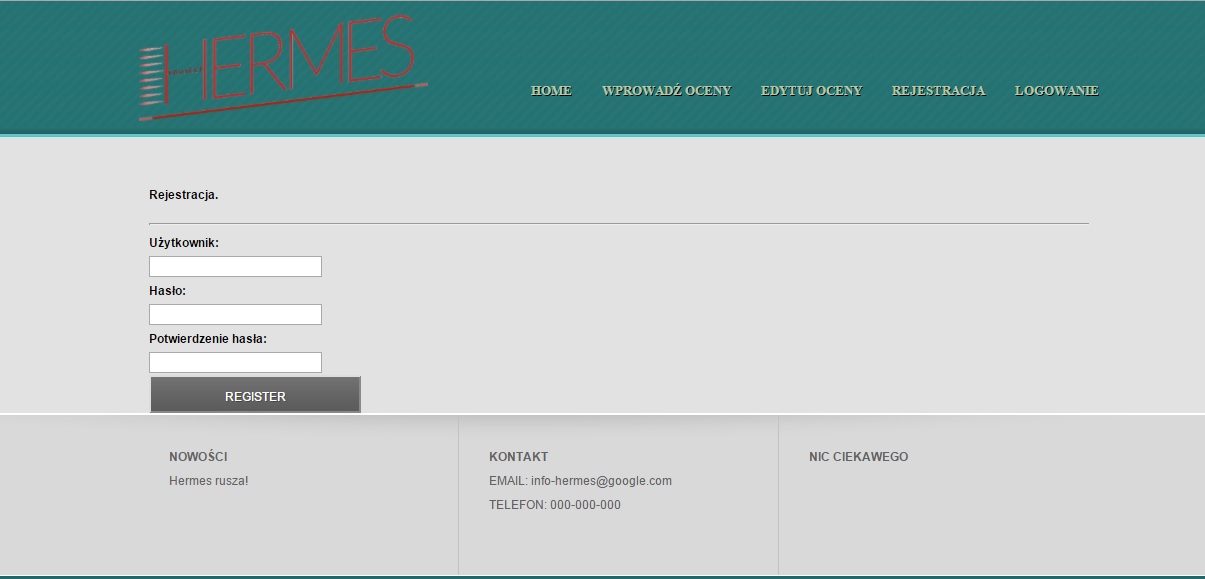 HERMES
HOME WPROWADŹ OCENY EDYTUJ OCENY REJESTRACJA LOGOWANIE
Rejestracja.
Użytkownik:
Hasło:
Potwierdzenie hasła:
REGISTER
NOWOŚCI
Hermes rusza!
KONTAKT
EMAIL: info-hermes@google.com
TELEFON: 000-000-000
NIC CIEKAWEGO